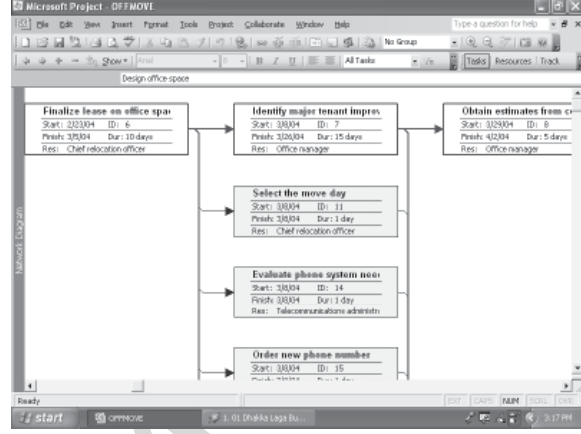 Microsoft Project - OFFMOVE
File Edit View Insert Format Tools Project Collaborate Window Help
Type a question for help
No Group
Show Arial 8 B I U All Tasks
Tasks Resources Track
Design office space
Finalize lease on office spa
Start: 2/23/04 ID: 6
Finish: 3/5/04 Dur: 10 days
Res: Chief relocation officer
Identify major tenant improv
Start: 3/8/04 ID: 7
Finish: 3/26/04 Dur: 15 days
Res: Office manager
Obtain estimates from c
Start: 3/29/04 ID: 8
Finish: 4/2/04 Dur: 5 days
Res: Office manager
Select the move day
Start: 3/8/04 ID: 11
Finish: 3/8/04 Dur: 1 day
Res: Chief relocation officer
Evaluate phone system nee
Start: 3/8/04 ID: 14
Finish: 3/8/04 Dur: 1 day
Res: Telecommunications administr
Order new phone number
Start: 3/8/04 ID: 15
Network Diagram
Ready
EXT CAPS NUM SCRL OVR
start OFFMOVE 1. 01 Dhakka Laga Bu... 3:17 PM